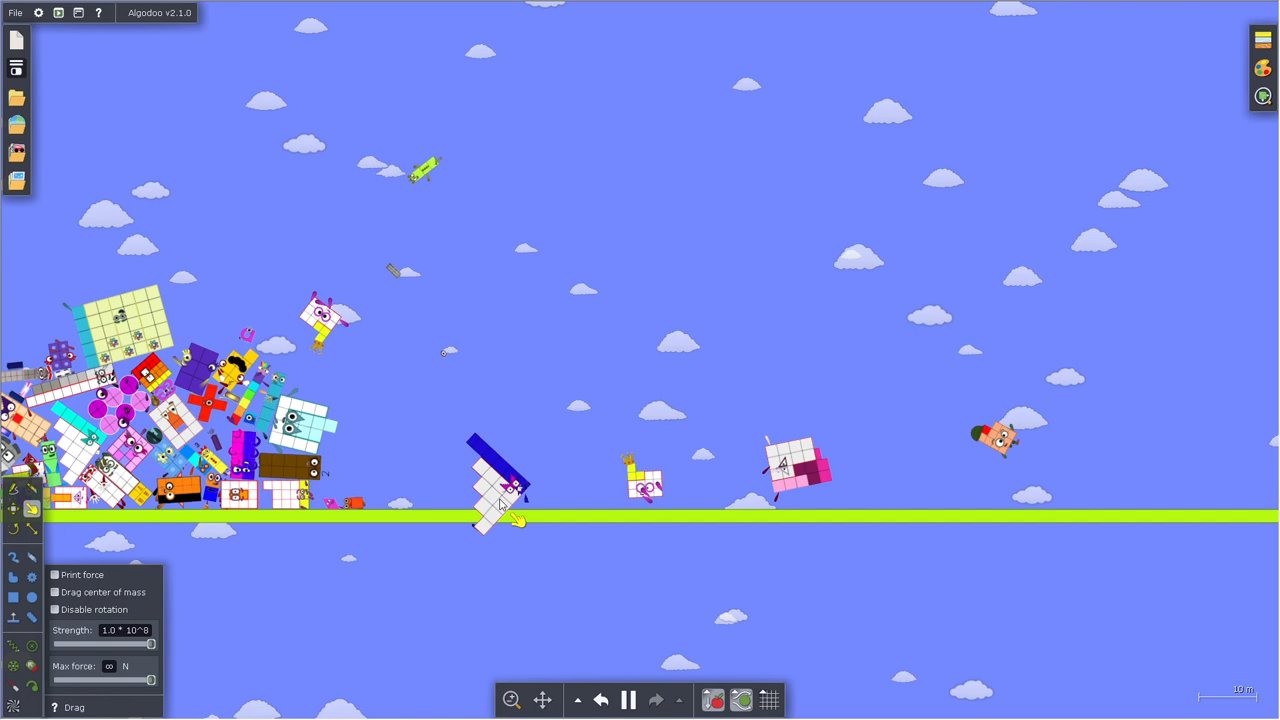 File ? Algodoo v2.1.0
Print force
Drag center of mass
Disable rotation
Strength: 1.0 * 10^8
Max force: ∞ N
? Drag
10 m